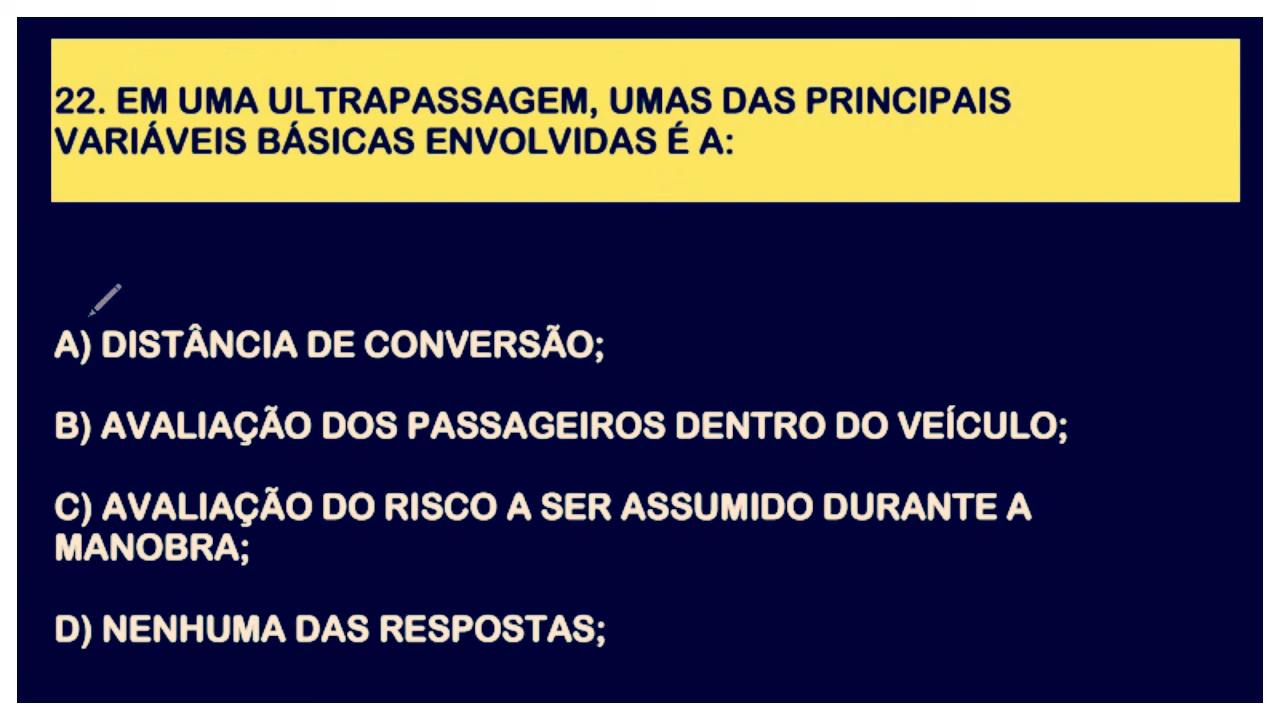 22. EM UMA ULTRAPASSAGEM, UMAS DAS PRINCIPAIS
VARIÁVEIS BÁSICAS ENVOLVIDAS É A:
A) DISTÂNCIA DE CONVERSÃO;
B) AVALIAÇÃO DOS PASSAGEIROS DENTRO DO VEÍCULO;
C) AVALIAÇÃO DO RISCO A SER ASSUMIDO DURANTE A
MANOBRA;
D) NENHUMA DAS RESPOSTAS;